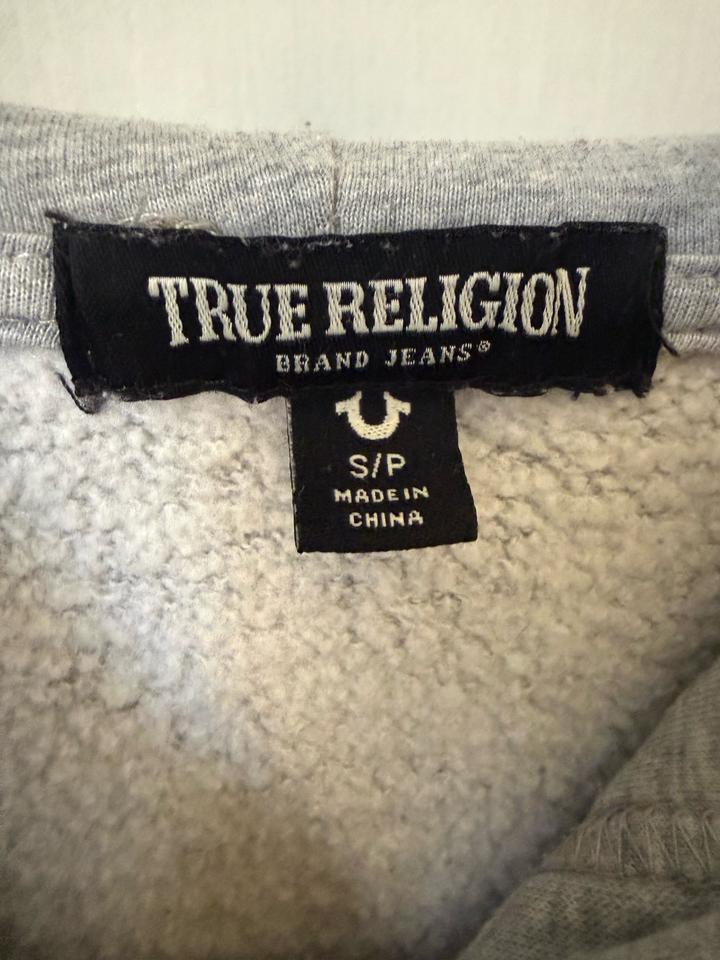 TRUE RELIGION
BRAND JEANS®
S/P
MADE IN
CHINA